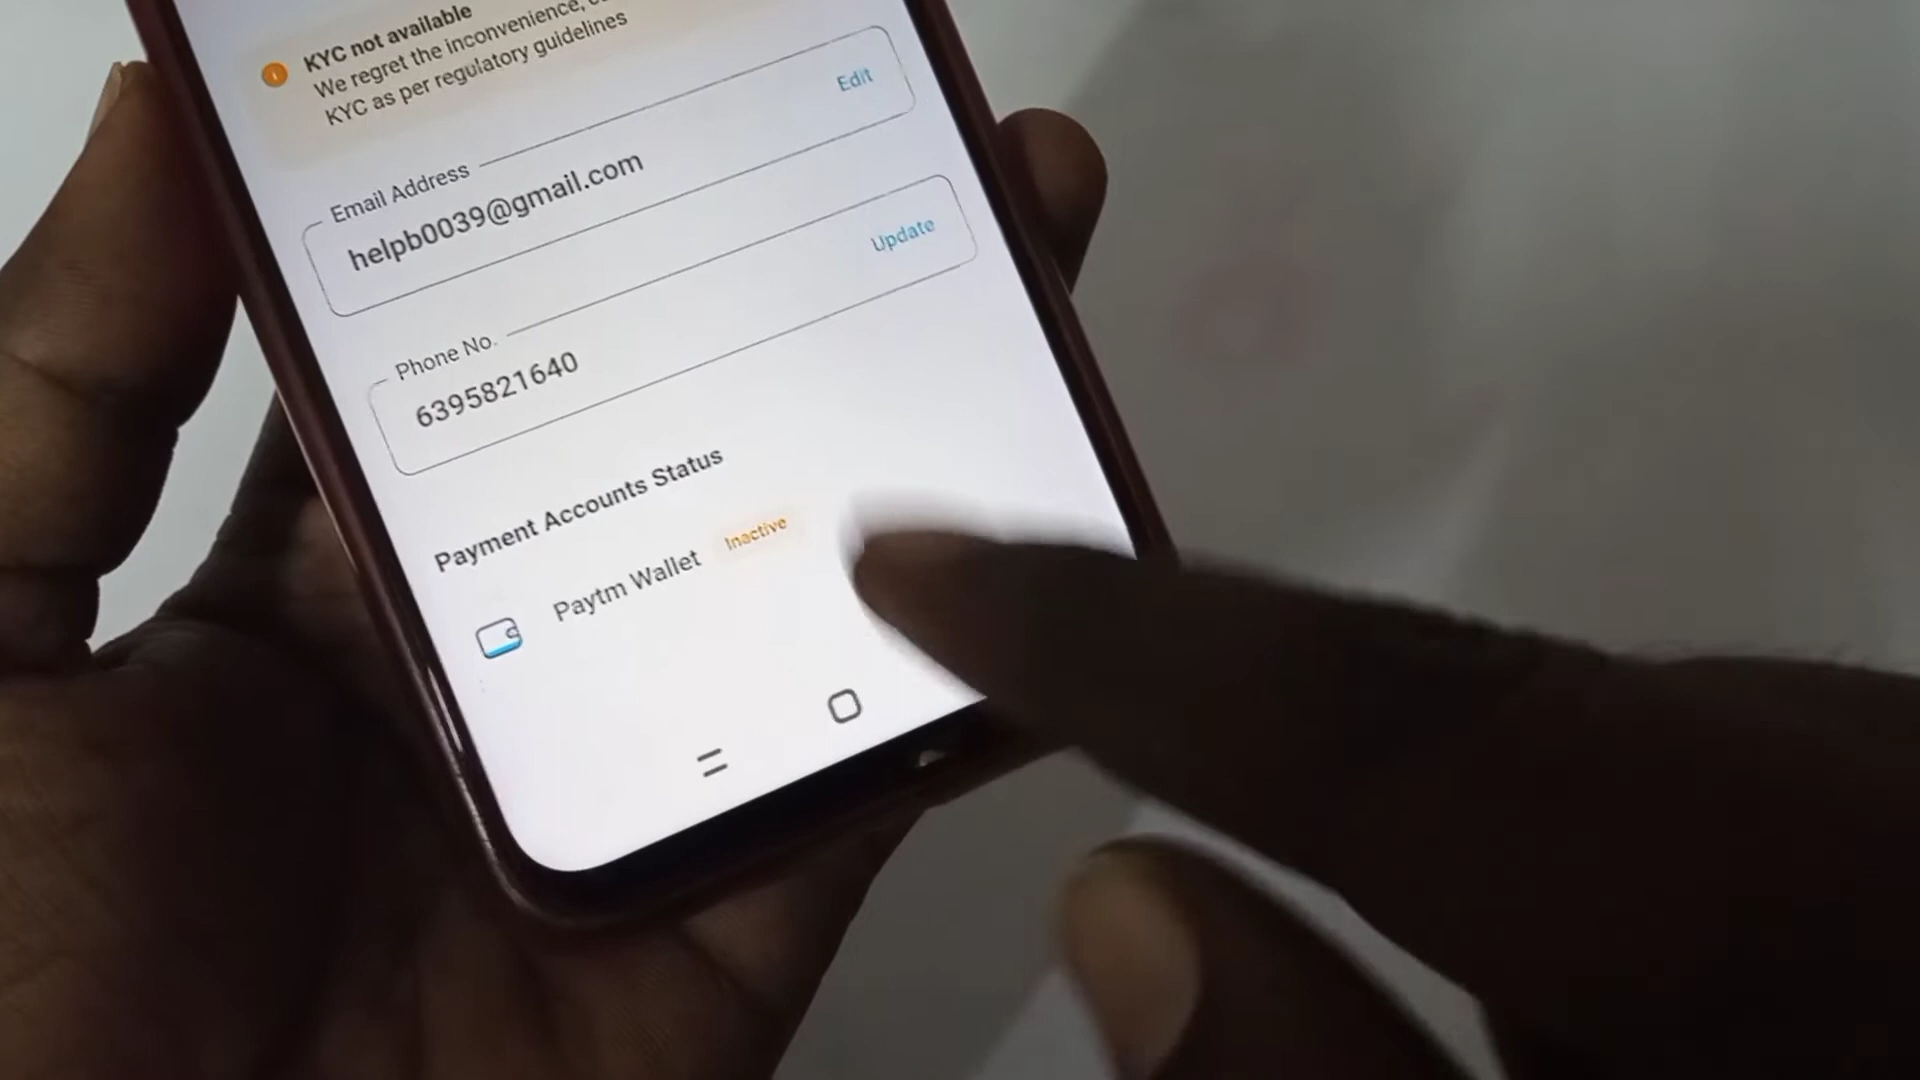 KYC not available
We regret the inconvenience,
KYC as per regulatory guidelines
Email Address
helpb0039@gmail.com
Edit
Phone No.
6395821640
Update
Payment Accounts Status
Paytm Wallet
Inactive